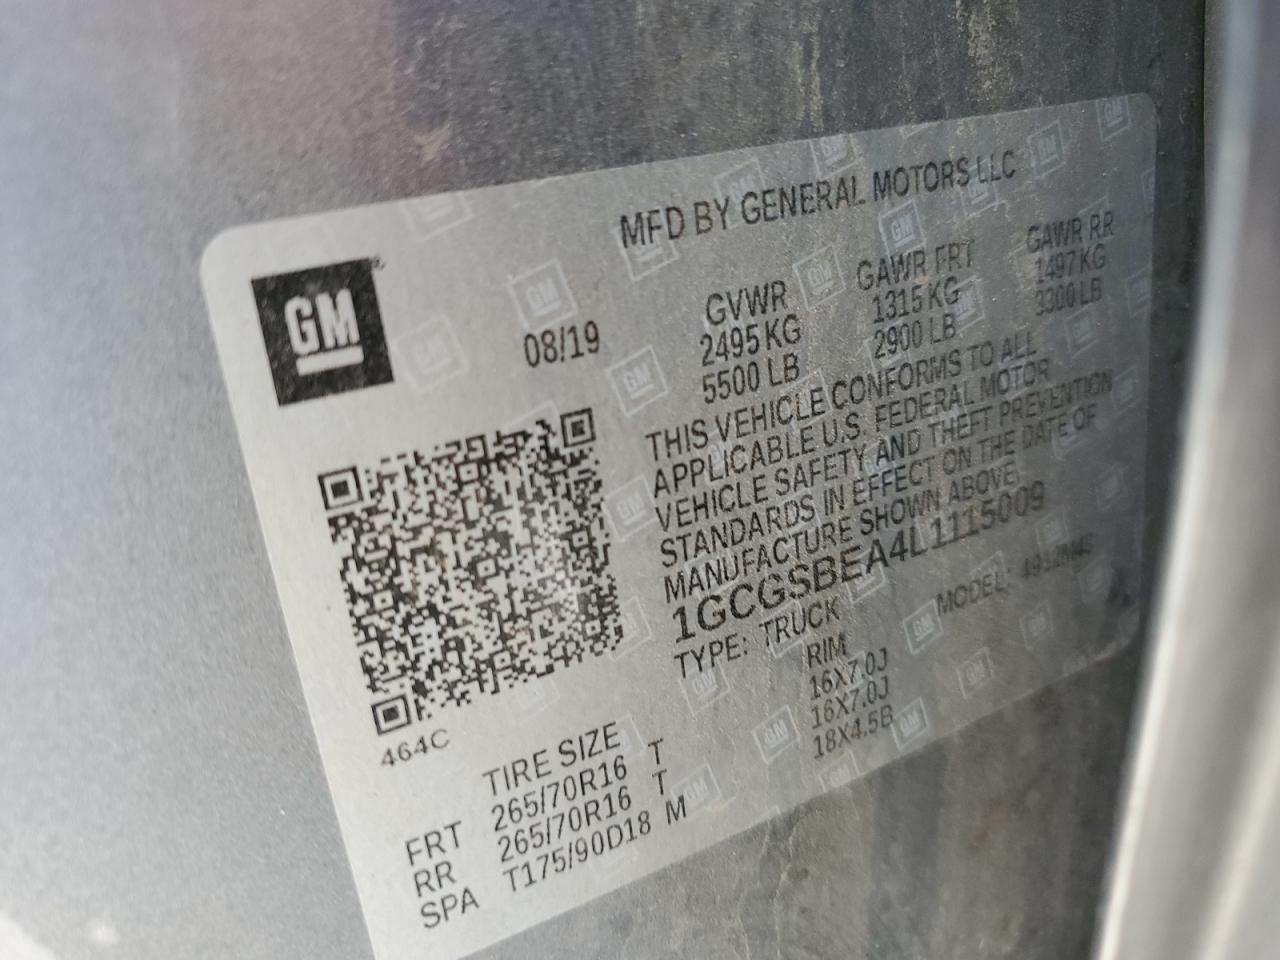 MFD BY GENERAL MOTORS LLC
GM
08/19
GVWR GAWR FRT GAWR RR
2495 KG 1315 KG 1497 KG
5500 LB 2900 LB 3300 LB
THIS VEHICLE CONFORMS TO ALL
APPLICABLE U.S. FEDERAL MOTOR
VEHICLE SAFETY AND THEFT PREVENTION
STANDARDS IN EFFECT ON THE DATE OF
MANUFACTURE SHOWN ABOVE.
1GCGSBEA4L1115009
TYPE: TRUCK MODEL:
464C
TIRE SIZE RIM
FRT 265/70R16 T 16X7.0J
RR 265/70R16 T 16X7.0J
SPA T175/90D18 M 18X4.5B